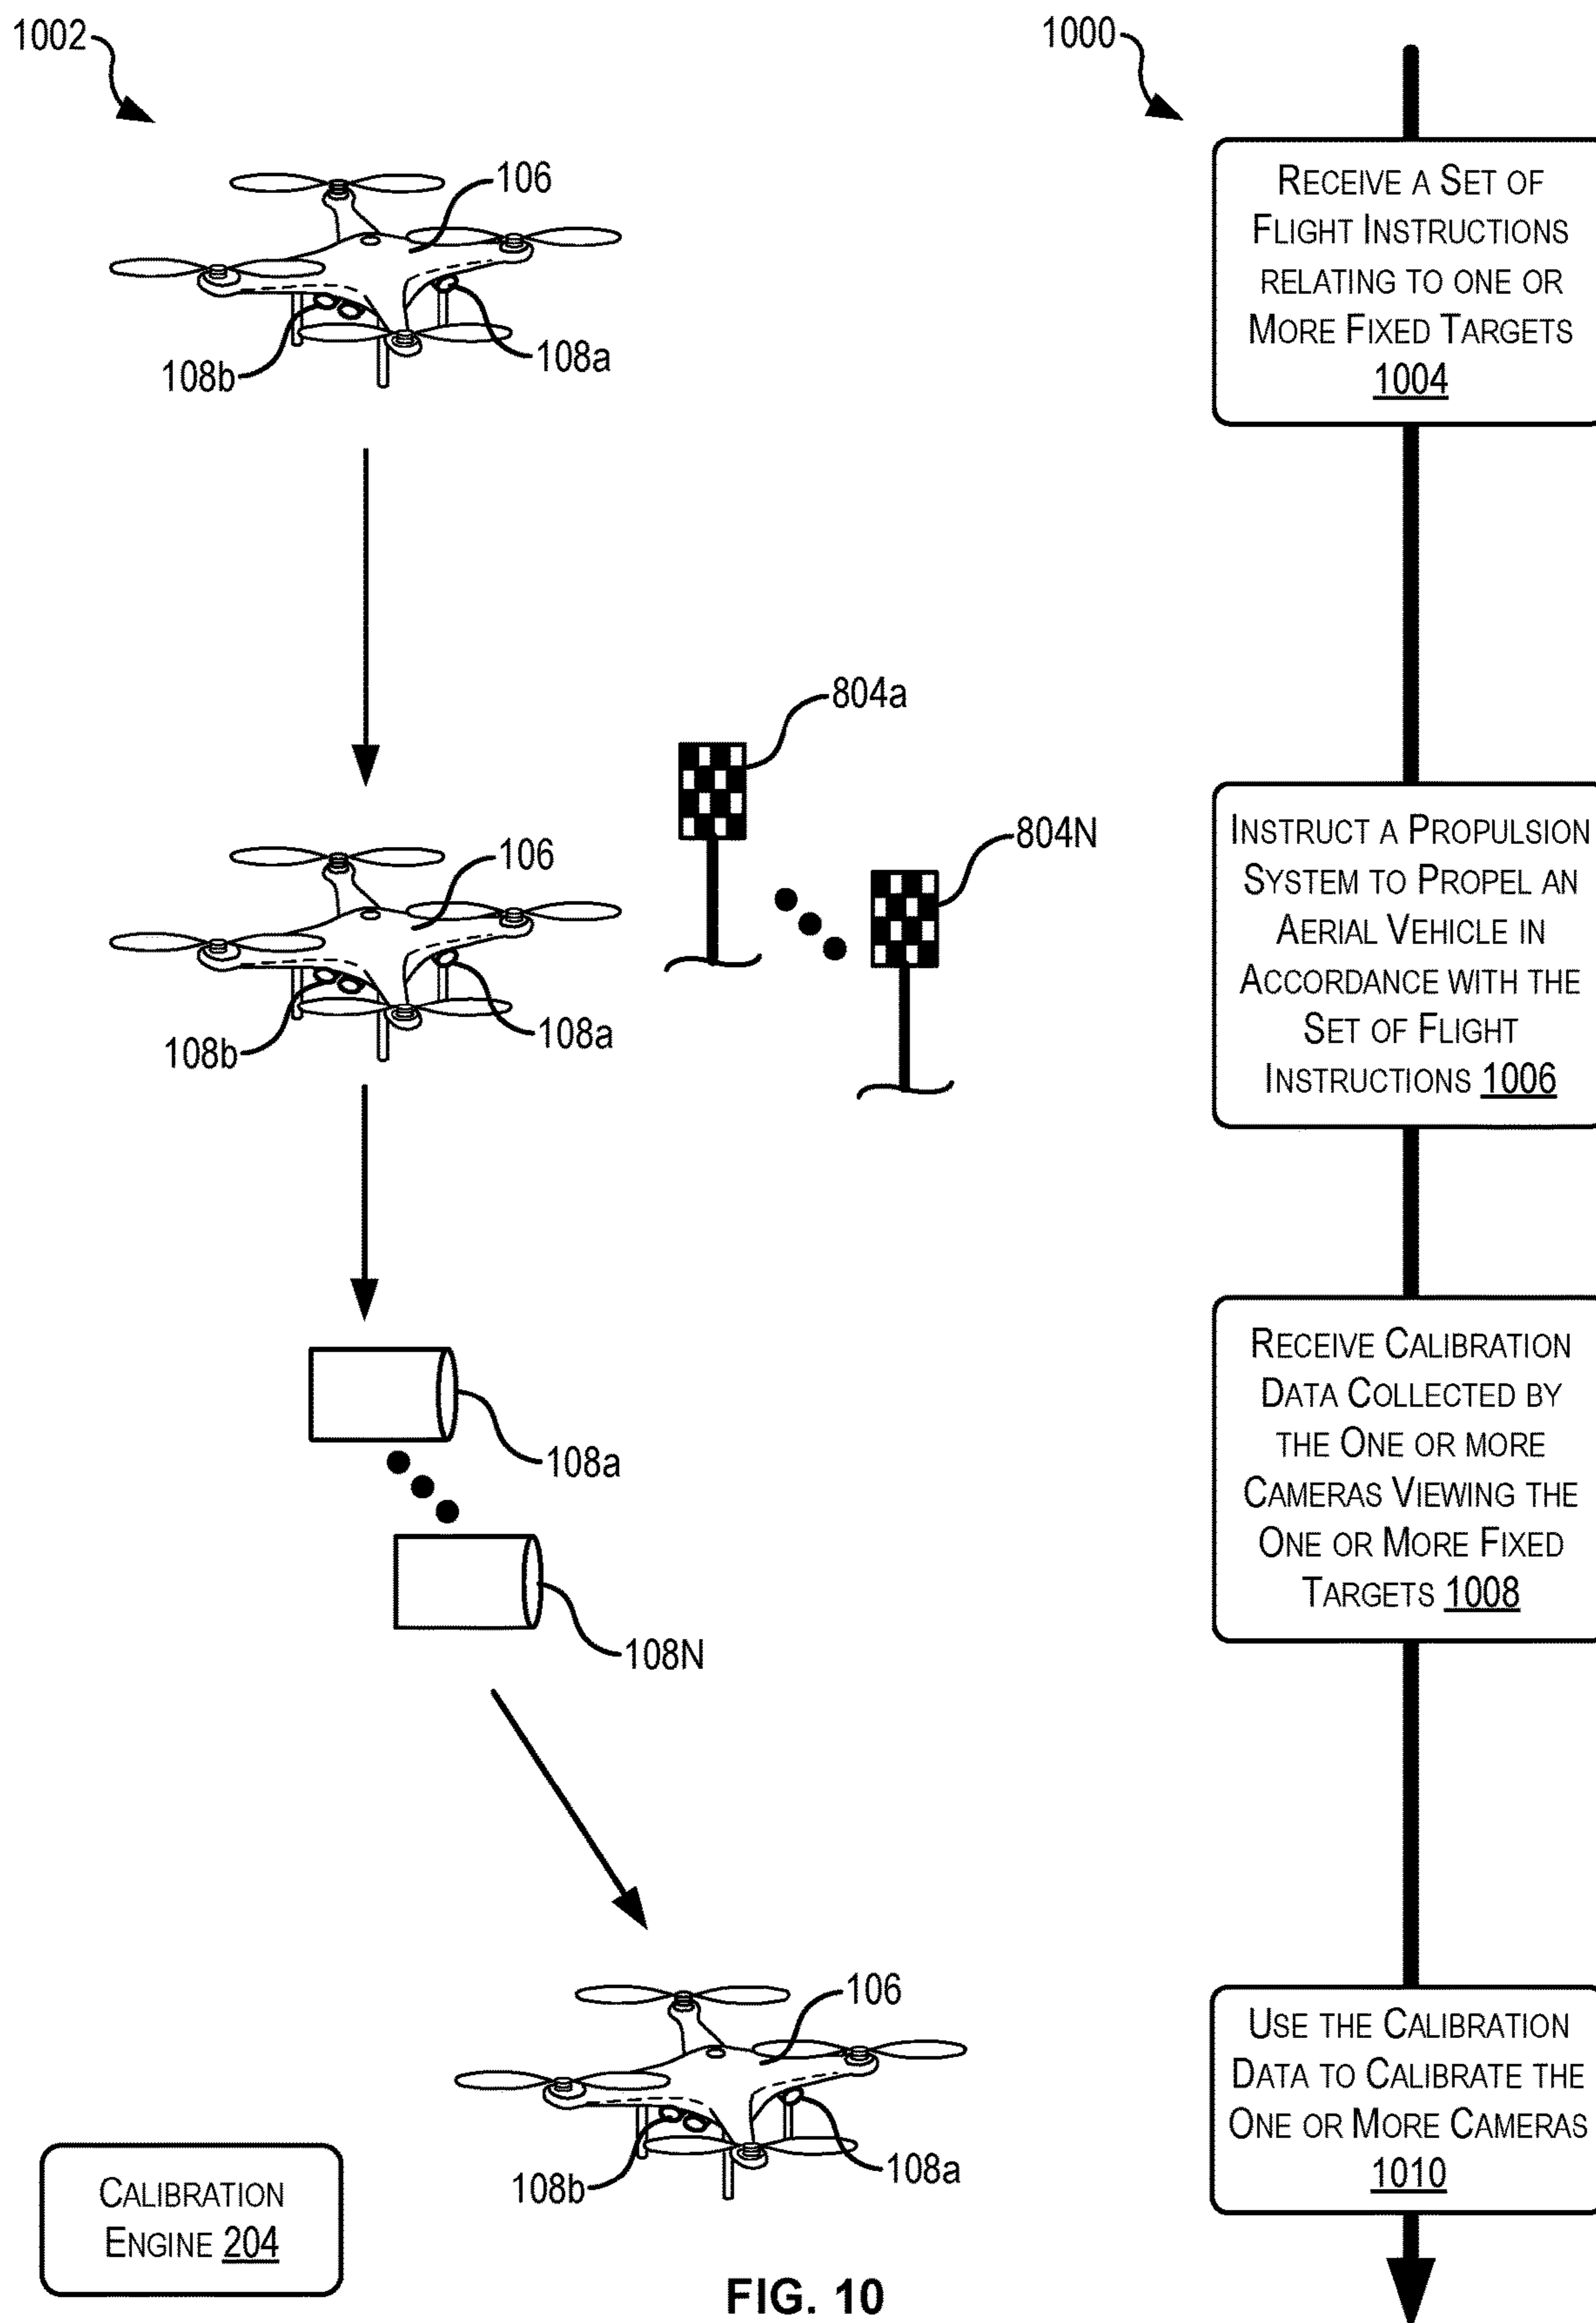 1002
106
108b
108a
804a
804N
106
108b
108a
108a
108N
106
108b
108a
CALIBRATION
ENGINE 204
1000
RECEIVE A SET OF
FLIGHT INSTRUCTIONS
RELATING TO ONE OR
MORE FIXED TARGETS
1004
INSTRUCT A PROPULSION
SYSTEM TO PROPEL AN
AERIAL VEHICLE IN
ACCORDANCE WITH THE
SET OF FLIGHT
INSTRUCTIONS 1006
RECEIVE CALIBRATION
DATA COLLECTED BY
THE ONE OR MORE
CAMERAS VIEWING THE
ONE OR MORE FIXED
TARGETS 1008
USE THE CALIBRATION
DATA TO CALIBRATE THE
ONE OR MORE CAMERAS
1010
FIG. 10